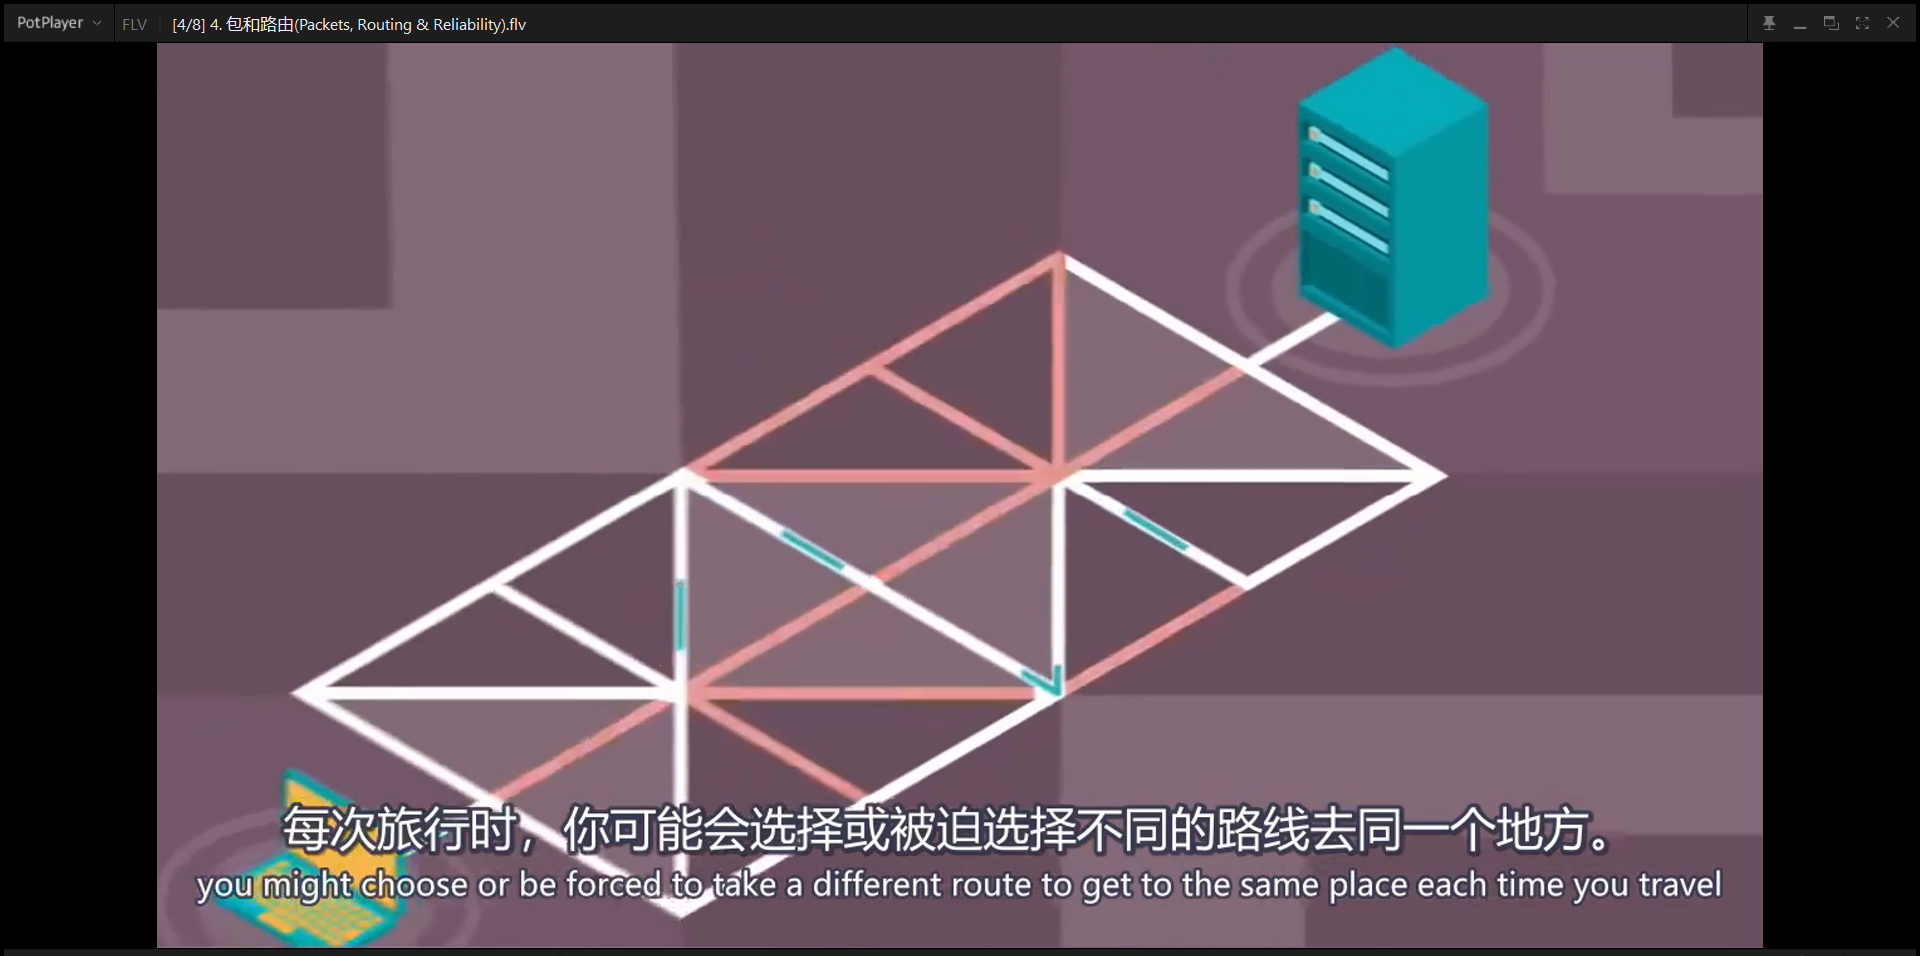 PotPlayer
FLV
[4/8] 4. 包和路由(Packets, Routing & Reliability).flv
每次旅行时，你可能会选择或被迫选择不同的路线去同一个地方。
you might choose or be forced to take a different route to get to the same place each time you travel